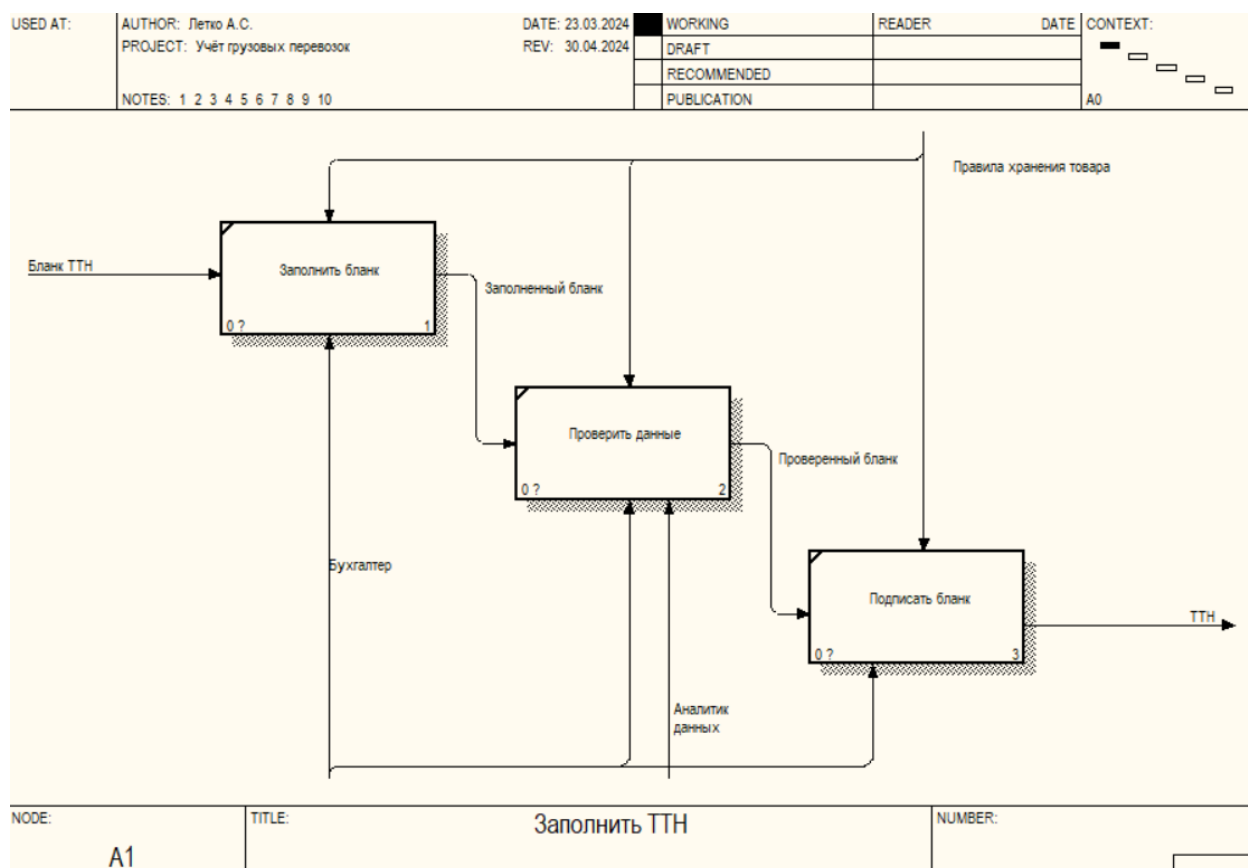 USED AT:
AUTHOR: Летко А.С.
DATE: 23.03.2024
WORKING
READER
DATE
CONTEXT:
PROJECT: Учёт грузовых перевозок
REV: 30.04.2024
DRAFT
RECOMMENDED
NOTES: 1 2 3 4 5 6 7 8 9 10
PUBLICATION
A0
Правила хранения товара
Бланк ТТН
Заполнить бланк
0 ?
1
Заполненный бланк
Проверить данные
0 ?
2
Проверенный бланк
Бухгалтер
Подписать бланк
0 ?
3
ТТН
Аналитик
данных
NODE:
TITLE:
Заполнить ТТН
NUMBER:
A1